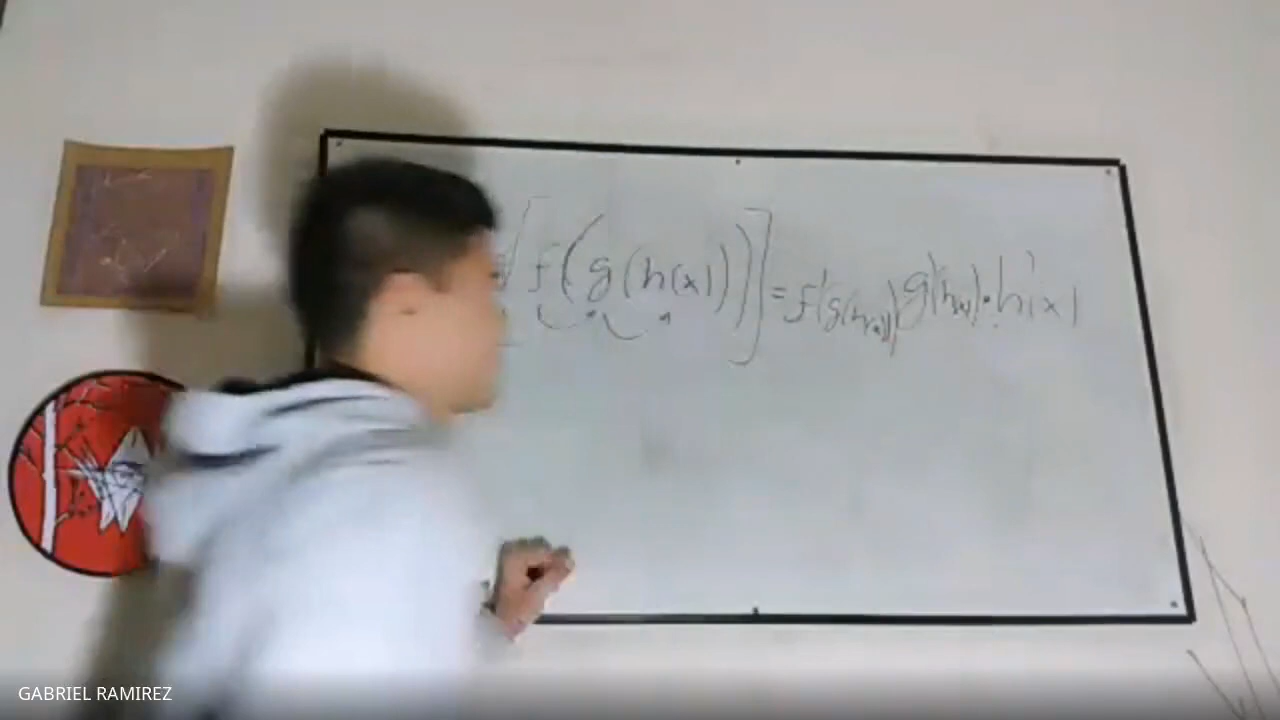 [f(g(h(x)))] = f'(g(h(x))) g'(h(x)) · h'(x)
GABRIEL RAMIREZ